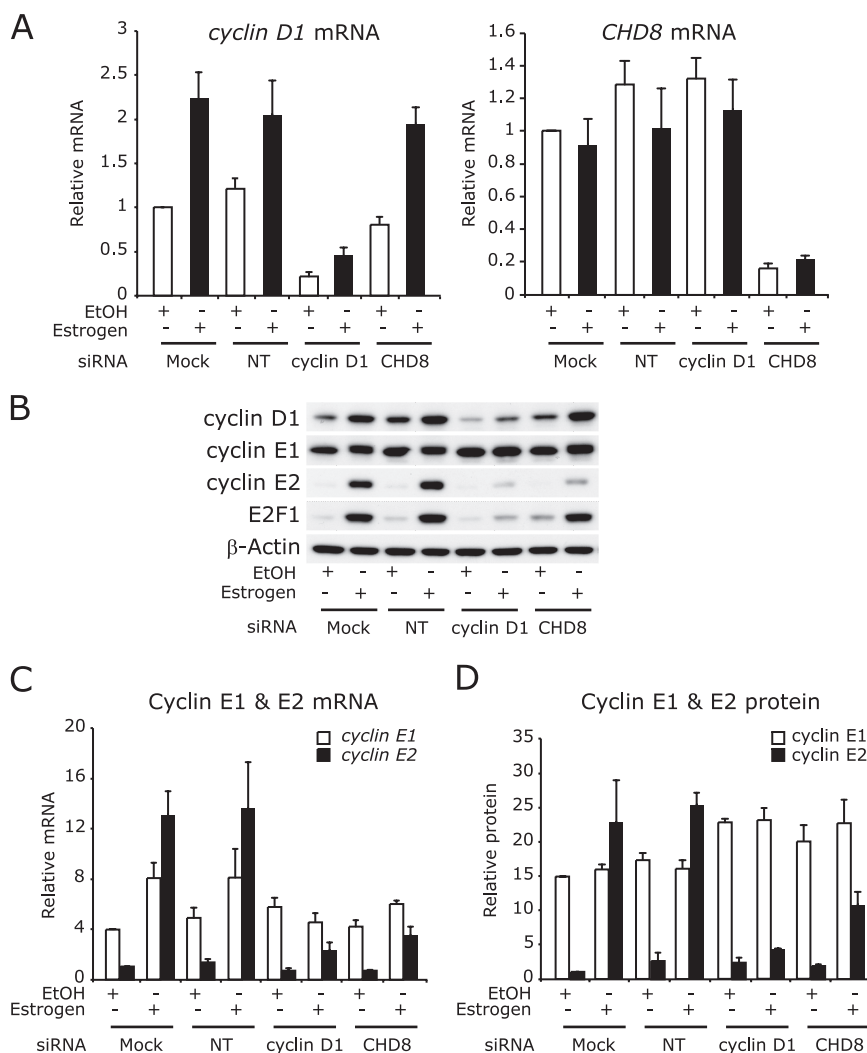 A
cyclin D1 mRNA
Relative mRNA
3
2.5
2
1.5
1
0.5
0
EtOH + - + - + - + -
Estrogen - + - + - + - +
siRNA Mock NT cyclin D1 CHD8
CHD8 mRNA
Relative mRNA
1.6
1.4
1.2
1
0.8
0.6
0.4
0.2
0
+ - + - + - + -
- + - + - + - +
Mock NT cyclin D1 CHD8
B
cyclin D1
cyclin E1
cyclin E2
E2F1
β-Actin
EtOH + - + - + - + -
Estrogen - + - + - + - +
siRNA Mock NT cyclin D1 CHD8
C
Cyclin E1 & E2 mRNA
Relative mRNA
20
16
12
8
4
0
cyclin E1
cyclin E2
EtOH + - + - + - + -
Estrogen - + - + - + - +
siRNA Mock NT cyclin D1 CHD8
D
Cyclin E1 & E2 protein
Relative protein
35
30
25
20
15
10
5
0
cyclin E1
cyclin E2
EtOH + - + - + - + -
Estrogen - + - + - + - +
siRNA Mock NT cyclin D1 CHD8